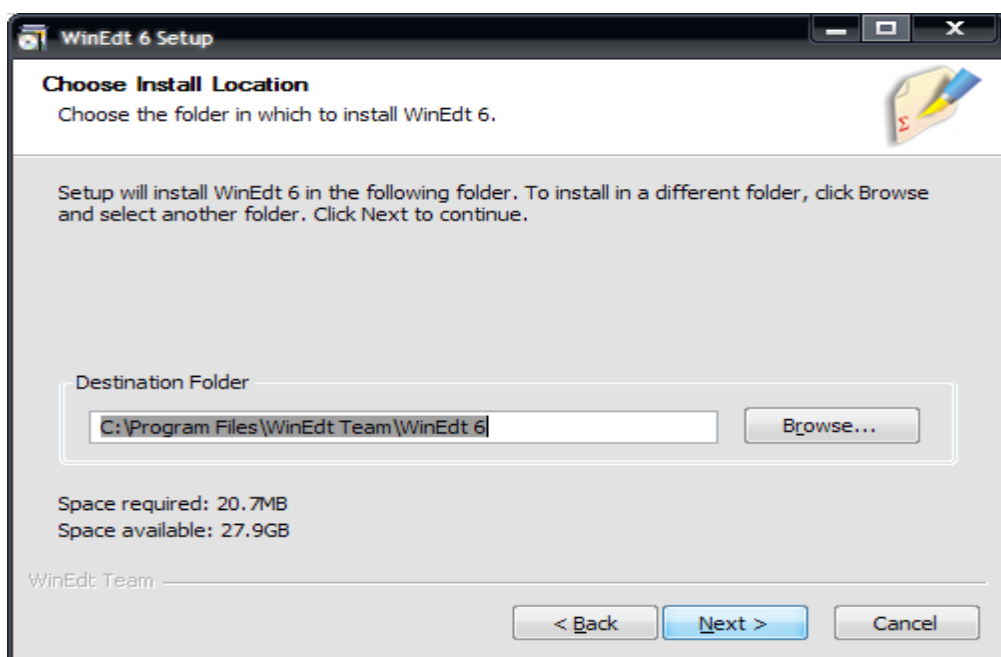 WinEdt 6 Setup
Choose Install Location
Choose the folder in which to install WinEdt 6.
Σ
Setup will install WinEdt 6 in the following folder. To install in a different folder, click Browse
and select another folder. Click Next to continue.
Destination Folder
C:\Program Files\WinEdt Team\WinEdt 6
Browse...
Space required: 20.7MB
Space available: 27.9GB
WinEdt Team
< Back
Next >
Cancel